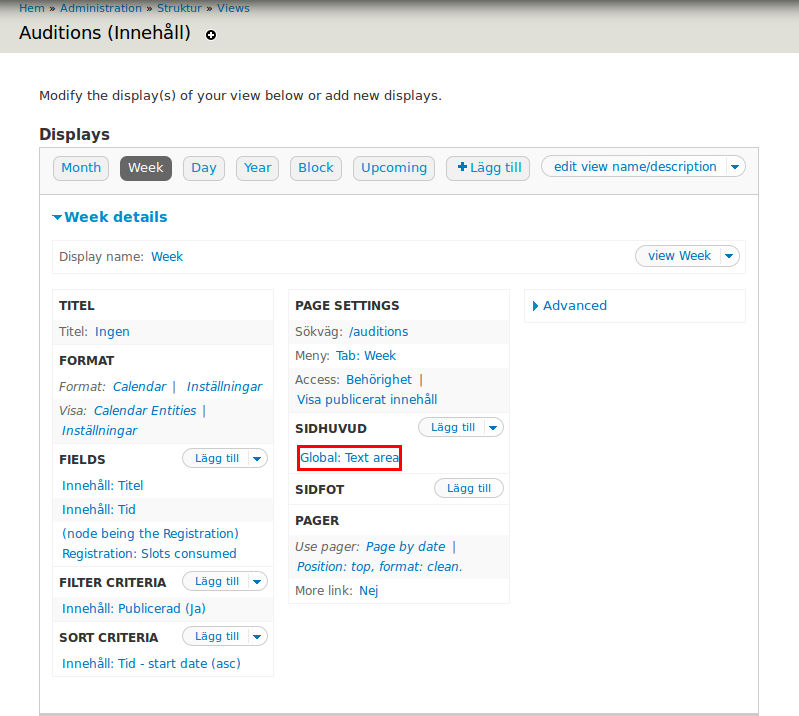 Hem » Administration » Struktur » Views
Auditions (Innehåll)
Modify the display(s) of your view below or add new displays.
Displays
Month Week Day Year Block Upcoming Lägg till edit view name/description
Week details
Display name: Week view Week
TITEL
Titel: Ingen
FORMAT
Format: Calendar | Inställningar
Visa: Calendar Entities |
Inställningar
FIELDS Lägg till
Innehåll: Titel
Innehåll: Tid
(node being the Registration)
Registration: Slots consumed
FILTER CRITERIA Lägg till
Innehåll: Publicerad (Ja)
SORT CRITERIA Lägg till
Innehåll: Tid - start date (asc)
PAGE SETTINGS
Sökväg: /auditions
Meny: Tab: Week
Access: Behörighet |
Visa publicerat innehåll
SIDHUVUD Lägg till
Global: Text area
SIDFOT Lägg till
PAGER
Use pager: Page by date |
Position: top, format: clean.
More link: Nej
Advanced